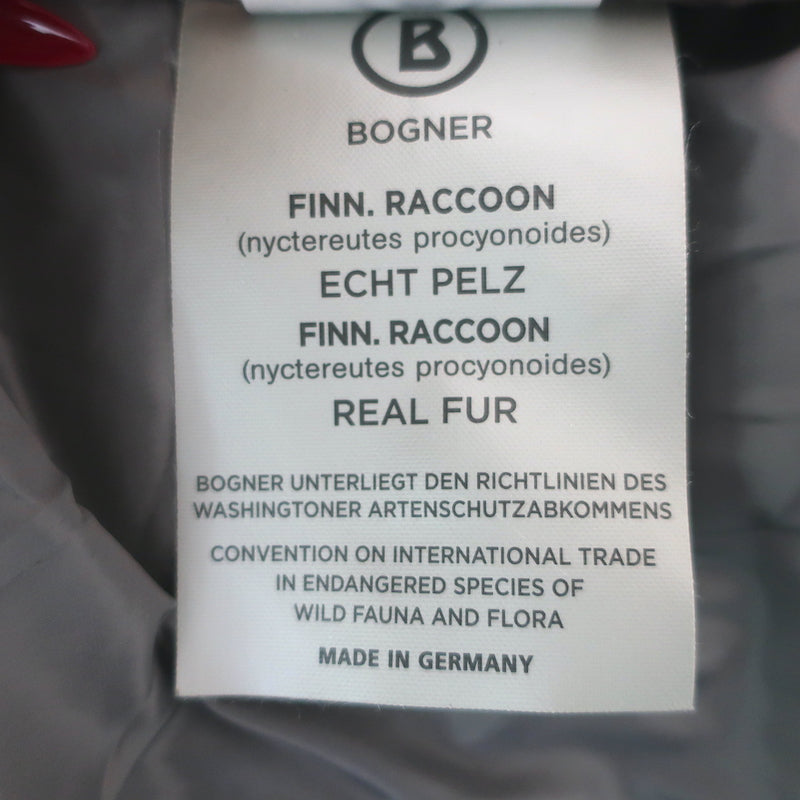 B
BOGNER
FINN. RACCOON
(nyctereutes procyonoides)
ECHT PELZ
FINN. RACCOON
(nyctereutes procyonoides)
REAL FUR
BOGNER UNTERLIEGT DEN RICHTLINIEN DES
WASHINGTONER ARTENSCHUTZABKOMMENS
CONVENTION ON INTERNATIONAL TRADE
IN ENDANGERED SPECIES OF
WILD FAUNA AND FLORA
MADE IN GERMANY